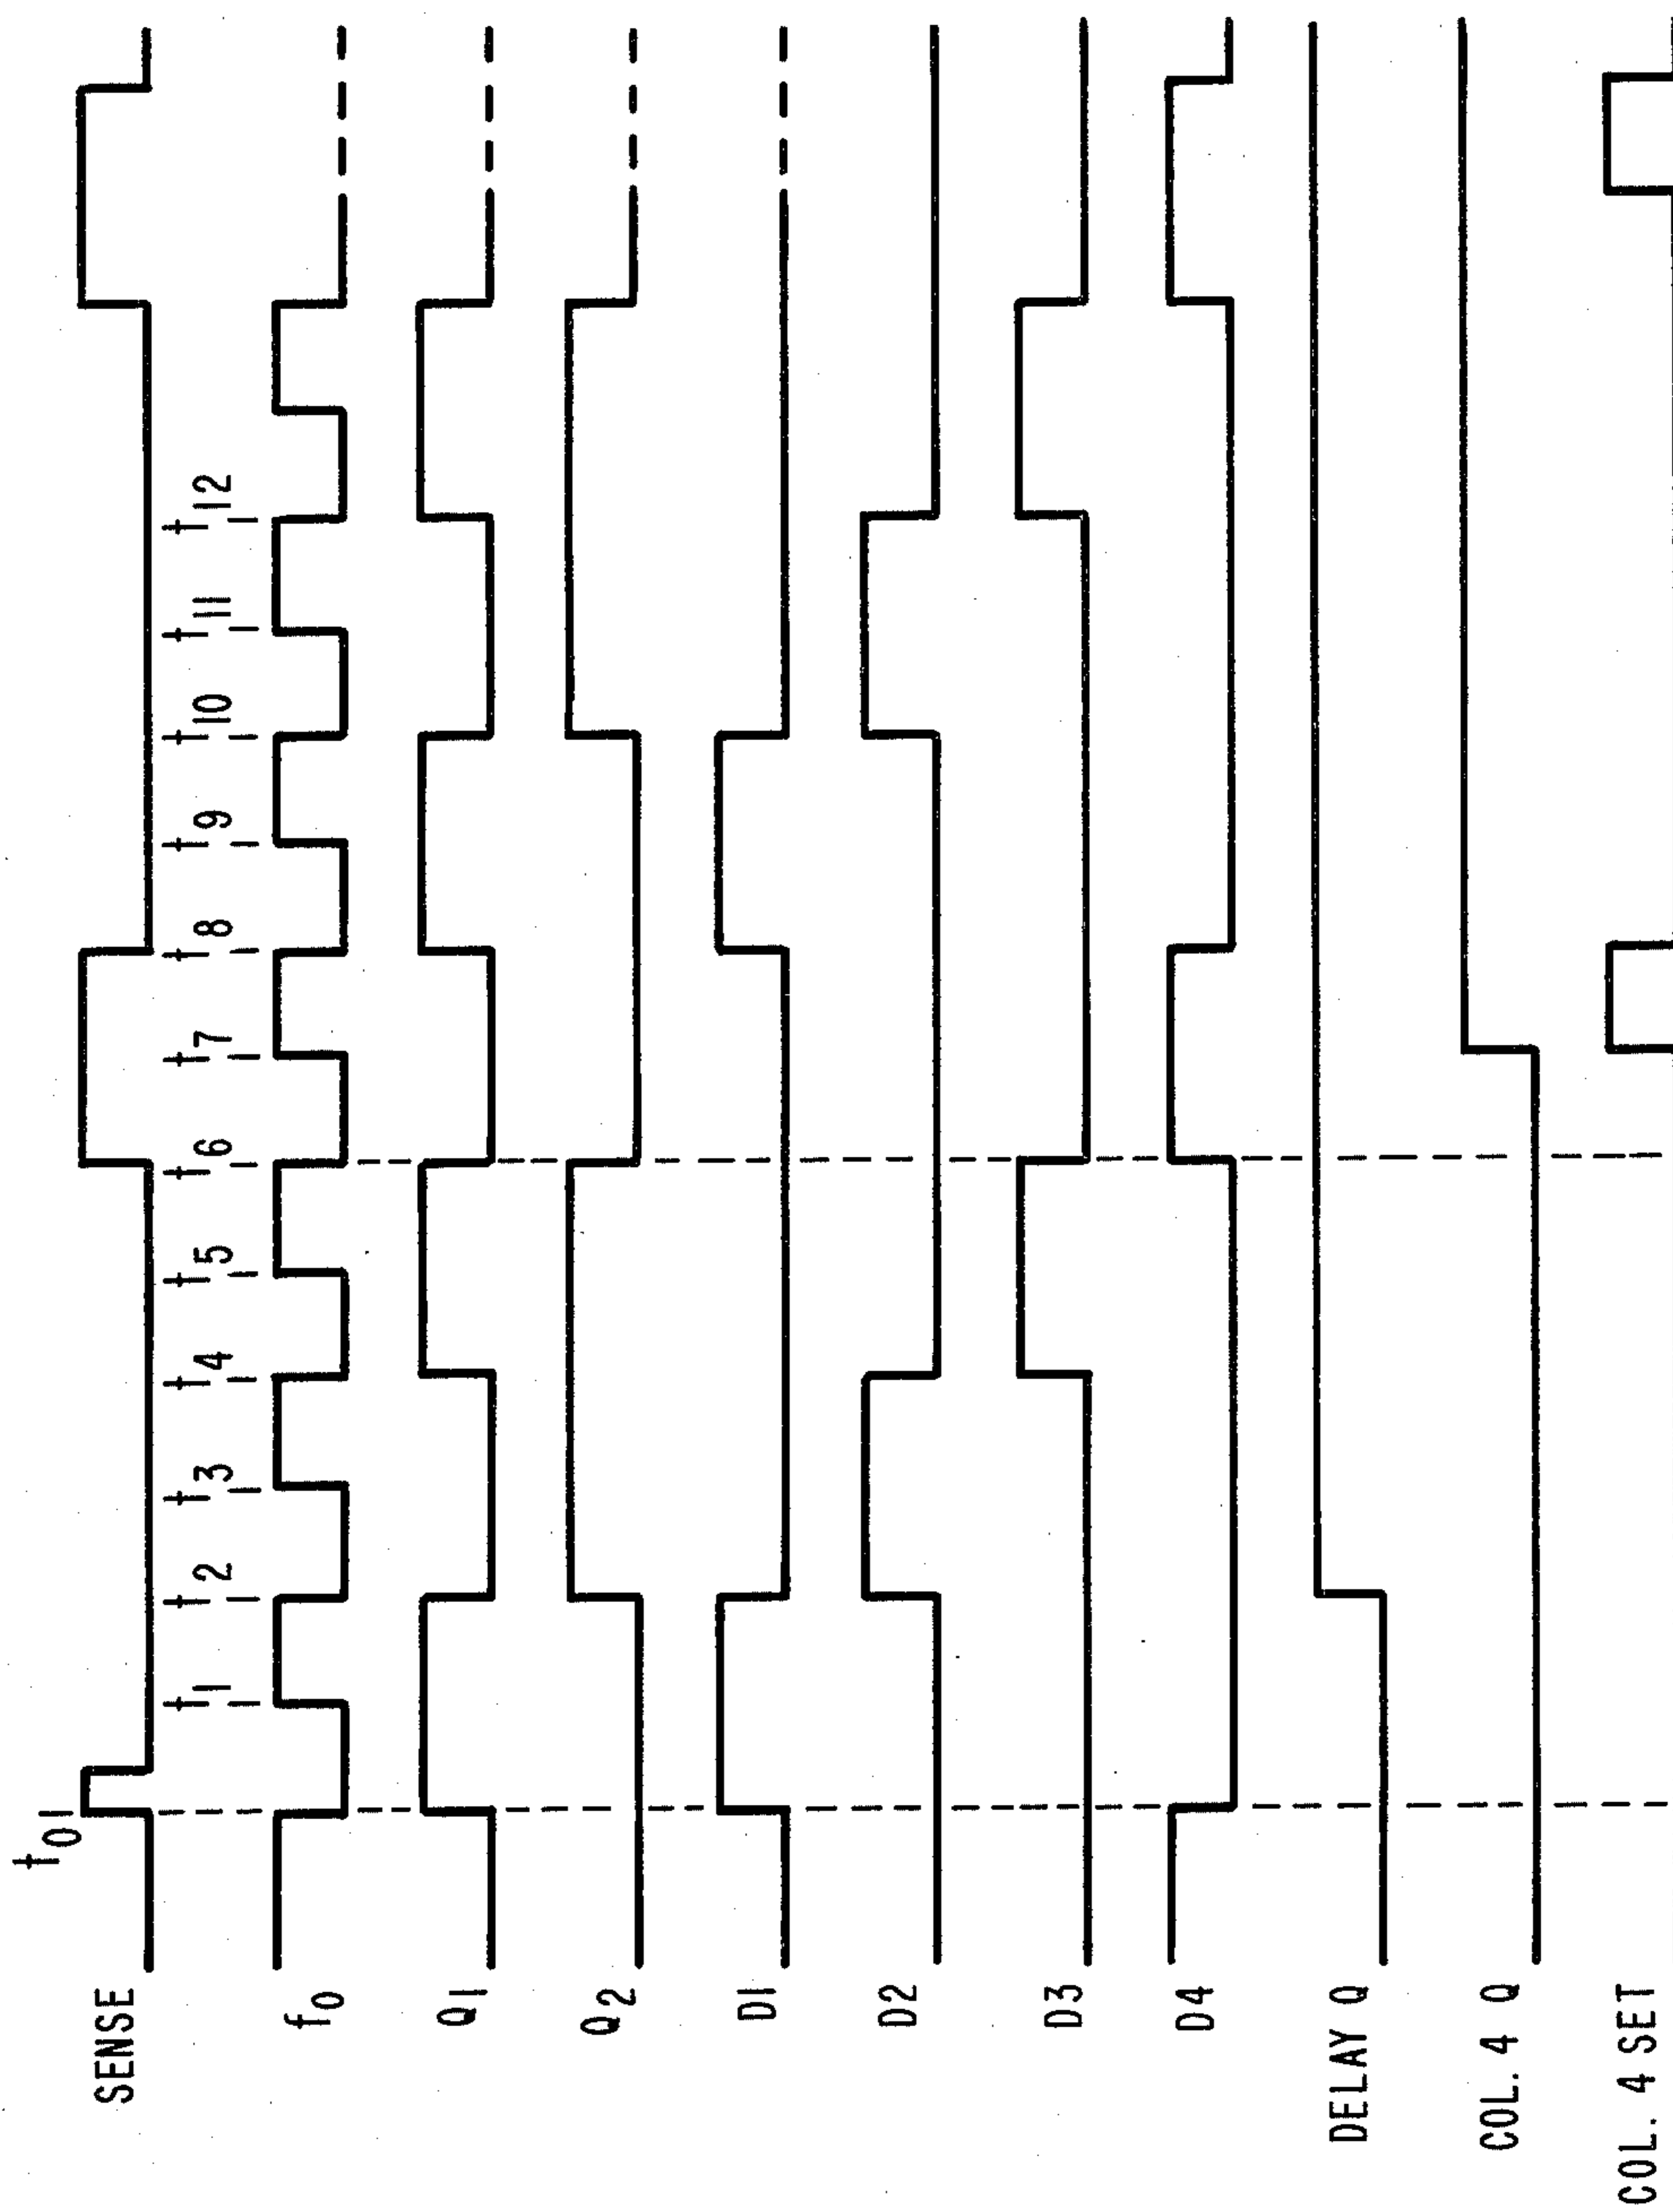 t0
SENSE
t1 t2 t3 t4 t5 t6 t7 t8 t9 t10 t11 t12
f0
Q1
Q2
D1
D2
D3
D4
DELAY Q
COL. 4 Q
COL. 4 SET